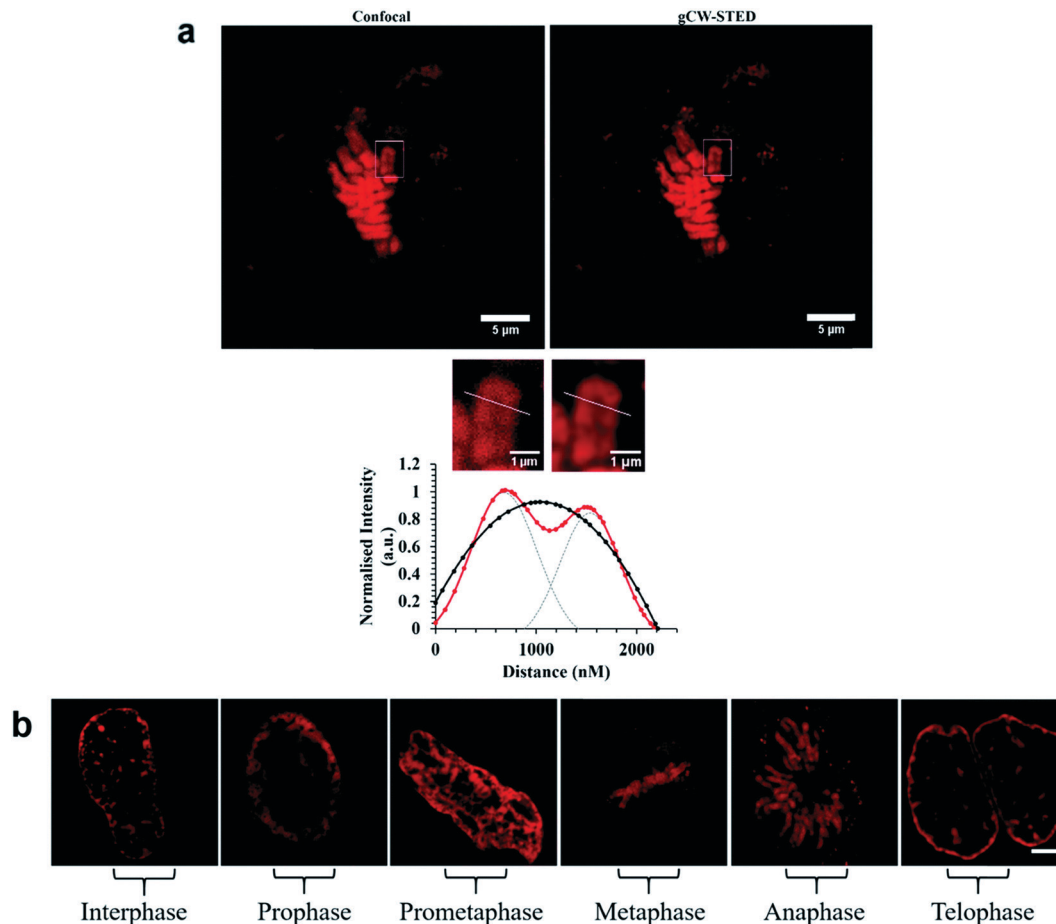 Confocal gCW-STED
a
5 µm 5 µm
1 µm 1 µm
Normalised Intensity
(a.u.)
1.2
1
0.8
0.6
0.4
0.2
0
0 1000 2000
Distance (nM)
b
Interphase Prophase Prometaphase Metaphase Anaphase Telophase